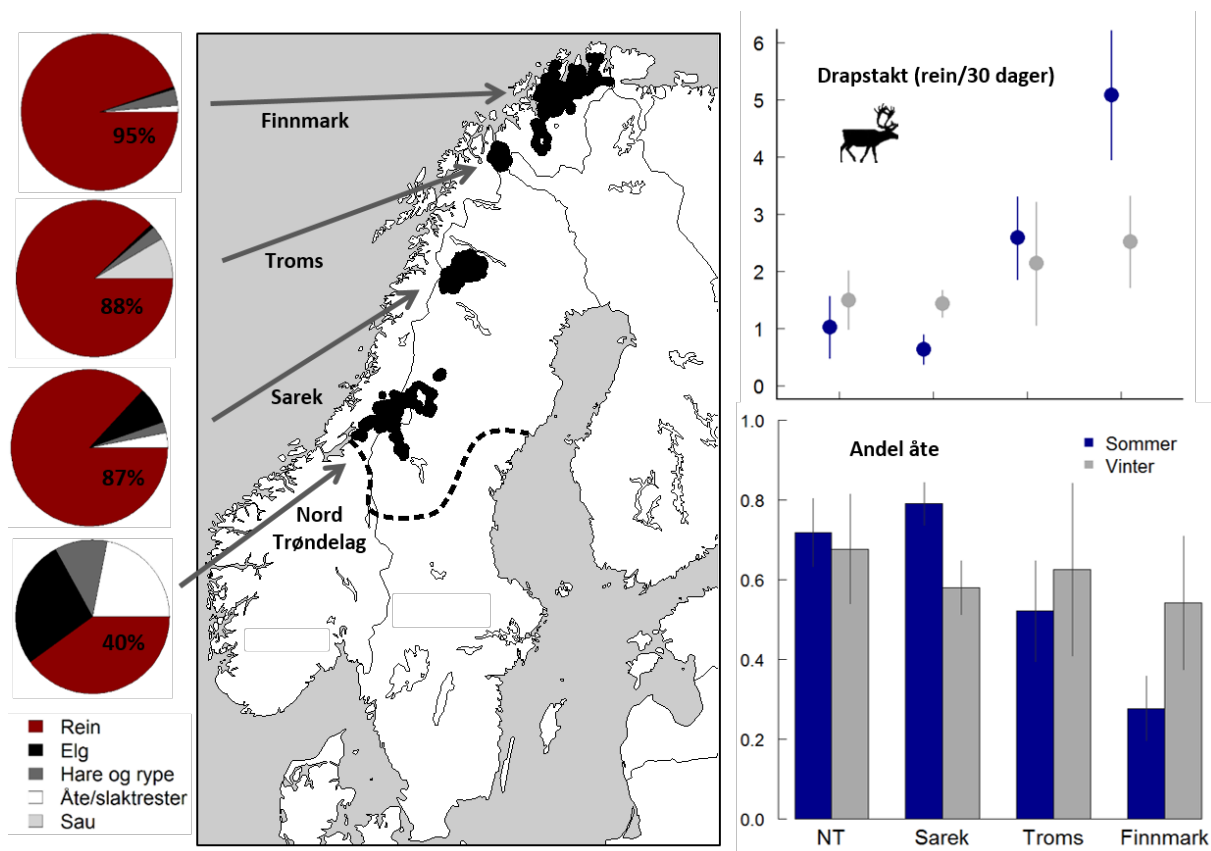 95%
88%
87%
40%
Rein
Elg
Hare og rype
Åte/slaktrester
Sau
Finnmark
Troms
Sarek
Nord
Trøndelag
Drapstakt (rein/30 dager)
6
5
4
3
2
1
0
Andel åte
Sommer
Vinter
1.0
0.8
0.6
0.4
0.2
0.0
NT
Sarek
Troms
Finnmark